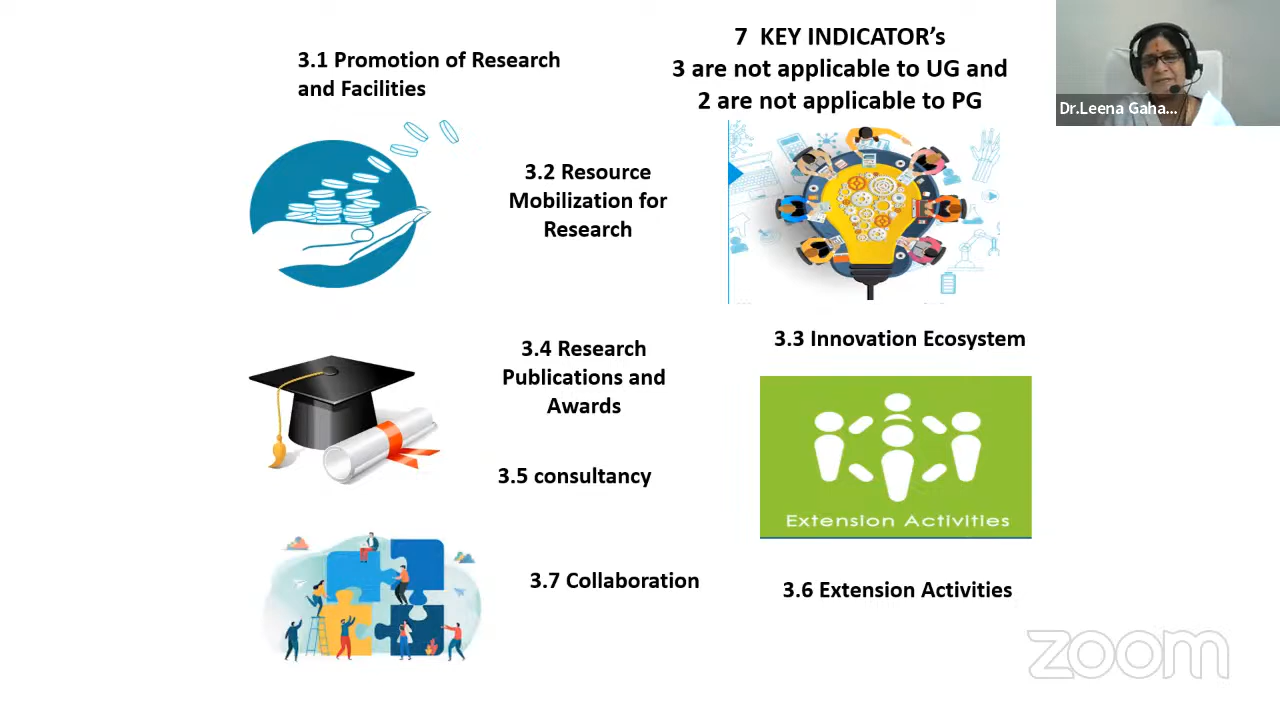 3.1 Promotion of Research
and Facilities
7 KEY INDICATOR’s
3 are not applicable to UG and
2 are not applicable to PG
Dr.Leena Gaha...
3.2 Resource
Mobilization for
Research
3.3 Innovation Ecosystem
3.4 Research
Publications and
Awards
3.5 consultancy
Extension Activities
3.7 Collaboration
3.6 Extension Activities
zoom